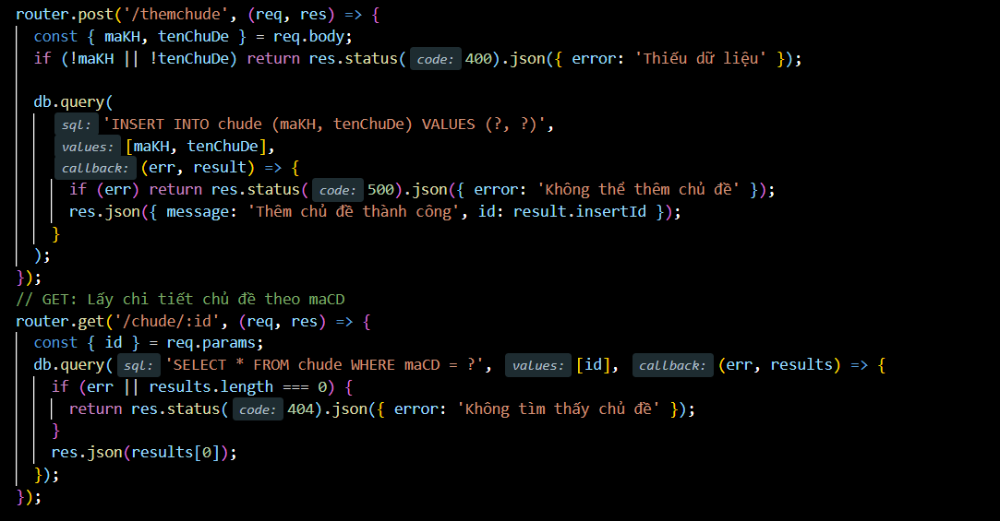 router.post('/themchude', (req, res) => {
  const { maKH, tenChuDe } = req.body;
  if (!maKH || !tenChuDe) return res.status( code: 400).json({ error: 'Thiếu dữ liệu' });

  db.query(
    sql: 'INSERT INTO chude (maKH, tenChuDe) VALUES (?, ?)',
    values: [maKH, tenChuDe],
    callback: (err, result) => {
      if (err) return res.status( code: 500).json({ error: 'Không thể thêm chủ đề' });
      res.json({ message: 'Thêm chủ đề thành công', id: result.insertId });
    }
  );
});
// GET: Lấy chi tiết chủ đề theo maCD
router.get('/chude/:id', (req, res) => {
  const { id } = req.params;
  db.query( sql: 'SELECT * FROM chude WHERE maCD = ?', values: [id], callback: (err, results) => {
    if (err || results.length === 0) {
      return res.status( code: 404).json({ error: 'Không tìm thấy chủ đề' });
    }
    res.json(results[0]);
  });
});